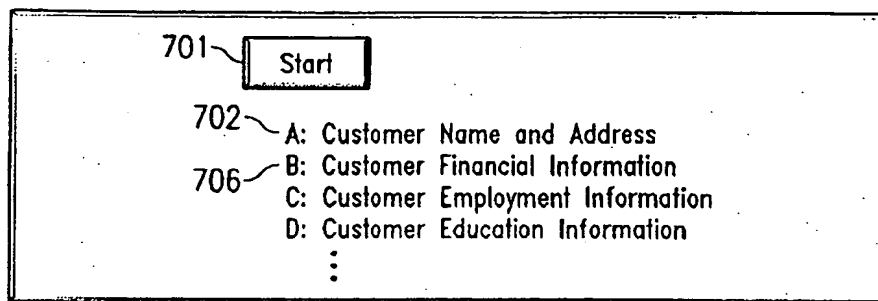 701 Start
702 A: Customer Name and Address
706 B: Customer Financial Information
C: Customer Employment Information
D: Customer Education Information
⋮